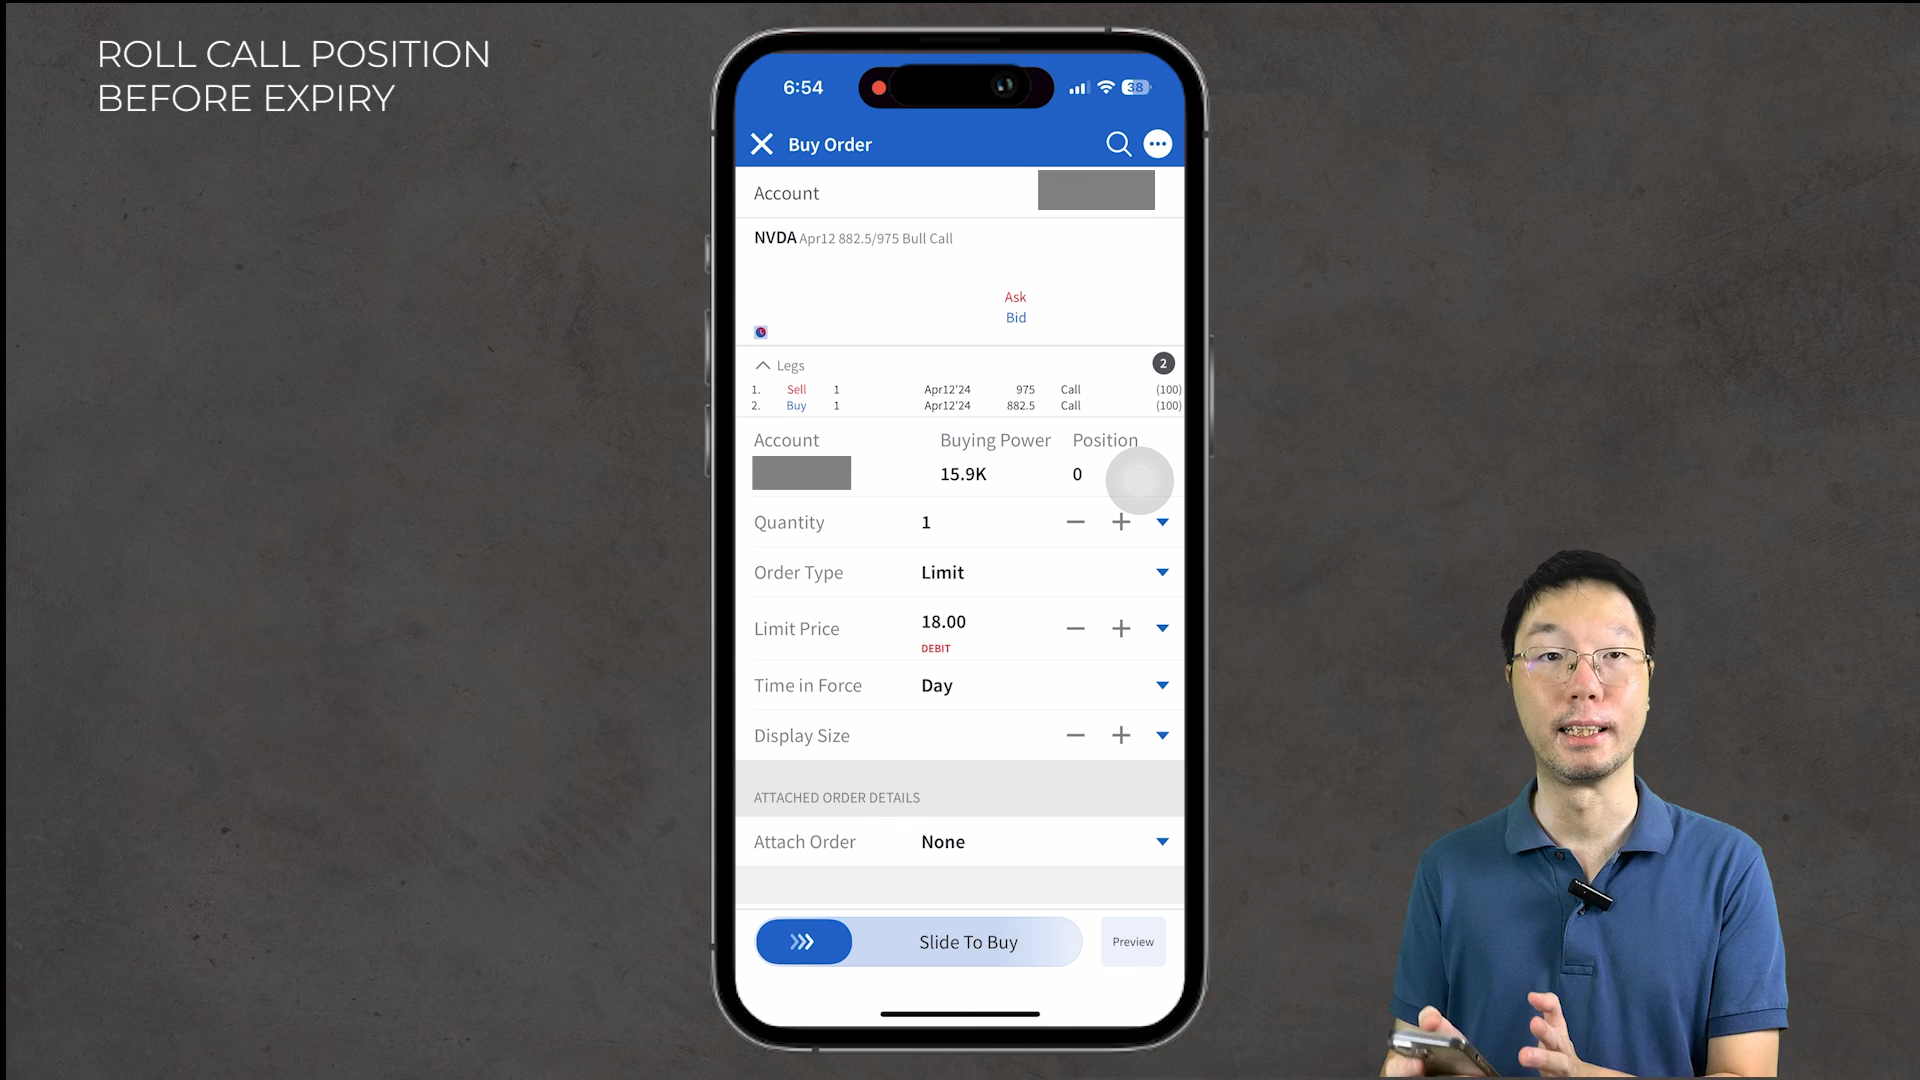 ROLL CALL POSITION
BEFORE EXPIRY
6:54
38
Buy Order
Account
NVDA Apr12 882.5/975 Bull Call
Ask
Bid
Legs 2
1. Sell 1 Apr12'24 975 Call (100)
2. Buy 1 Apr12'24 882.5 Call (100)
Account Buying Power Position
15.9K 0
Quantity 1
Order Type Limit
Limit Price 18.00
DEBIT
Time in Force Day
Display Size
ATTACHED ORDER DETAILS
Attach Order None
Slide To Buy Preview